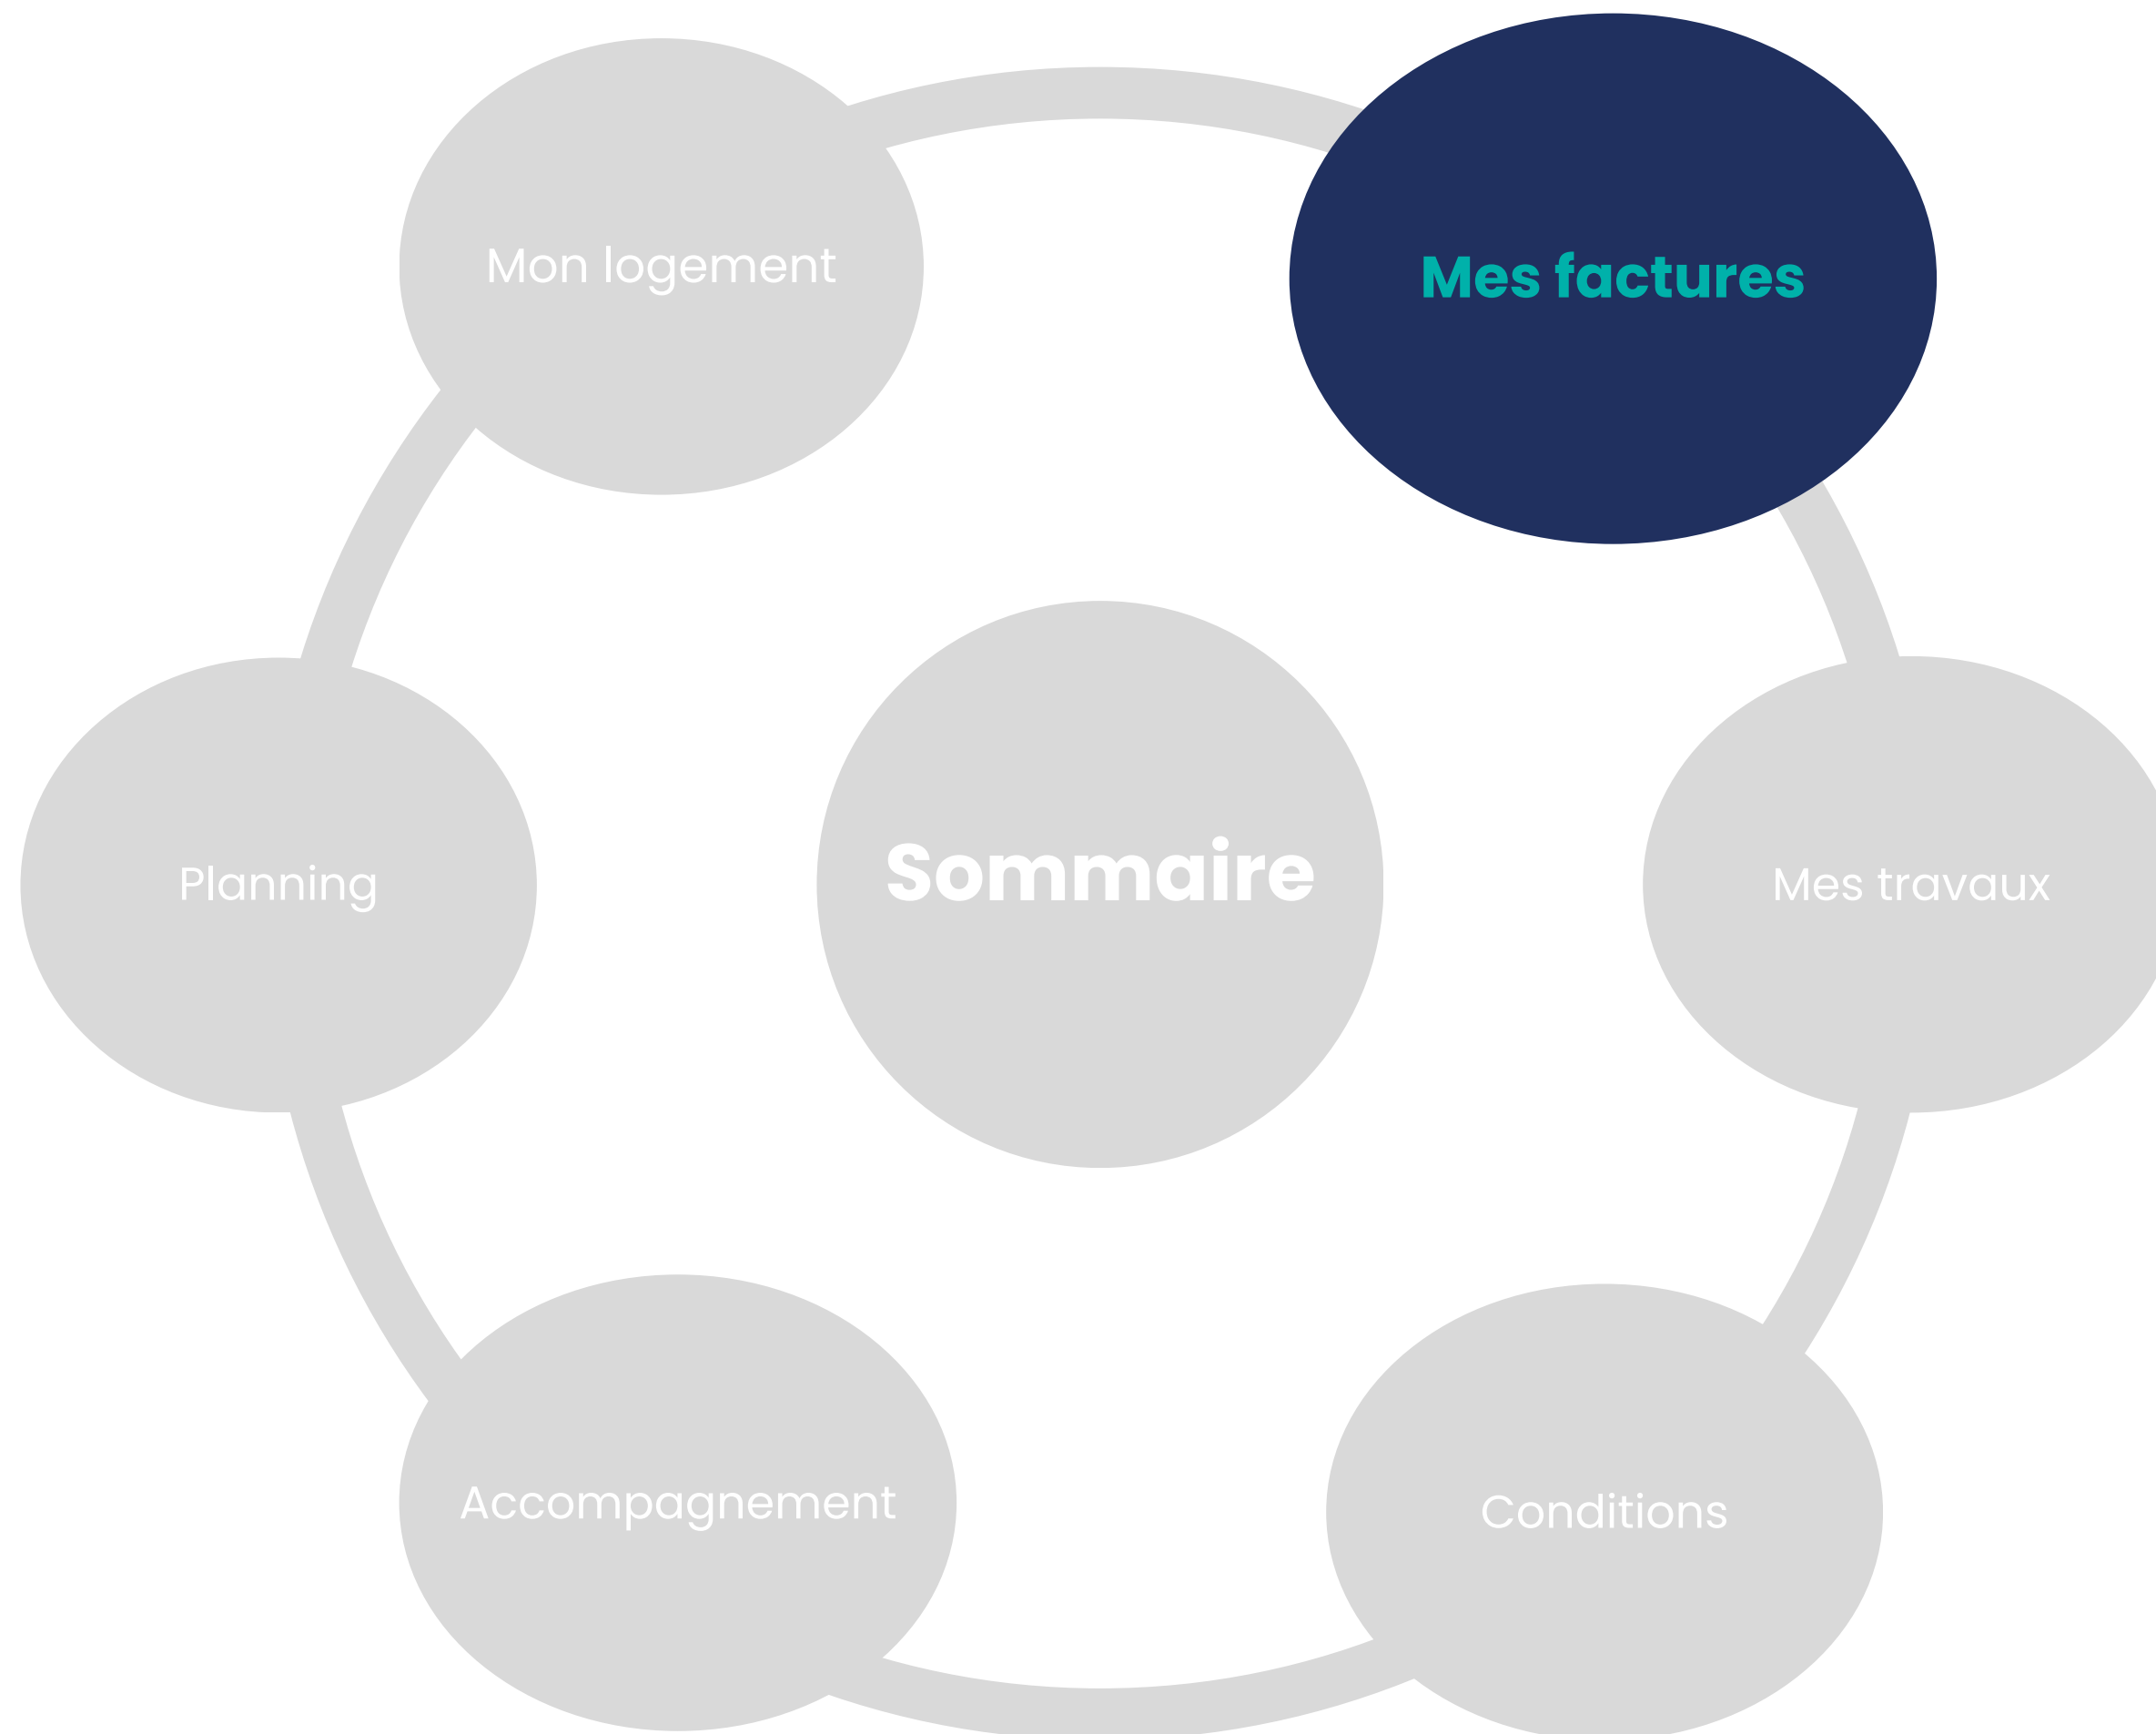 Mon logement
Mes factures
Planning
Sommaire
Mes travaux
Accompagnement
Conditions